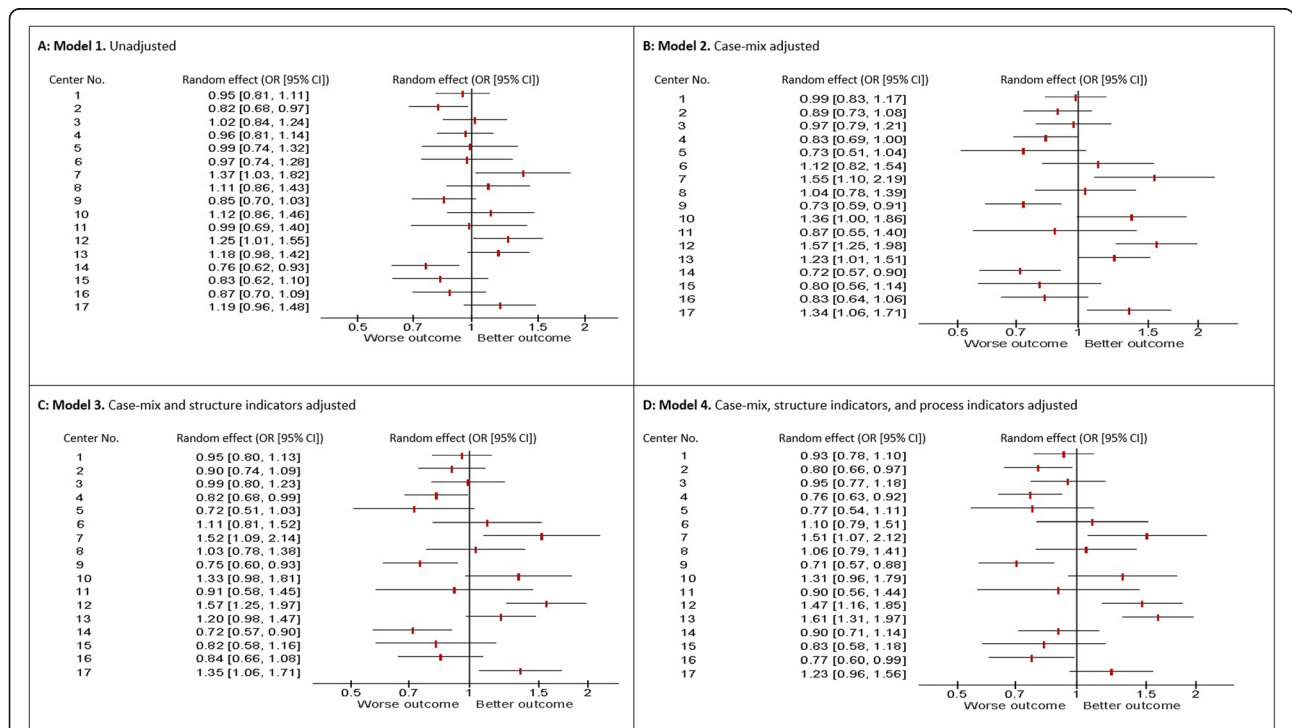 A: Model 1. Unadjusted
Center No. Random effect (OR [95% CI]) Random effect (OR [95% CI])
1 0.95 [0.81, 1.11]
2 0.82 [0.68, 0.97]
3 1.02 [0.84, 1.24]
4 0.96 [0.81, 1.14]
5 0.99 [0.74, 1.32]
6 0.97 [0.74, 1.28]
7 1.37 [1.03, 1.82]
8 1.11 [0.86, 1.43]
9 0.85 [0.70, 1.03]
10 1.12 [0.86, 1.46]
11 0.99 [0.69, 1.40]
12 1.25 [1.01, 1.55]
13 1.18 [0.98, 1.42]
14 0.76 [0.62, 0.93]
15 0.83 [0.62, 1.10]
16 0.87 [0.70, 1.09]
17 1.19 [0.96, 1.48]
0.5 0.7 1 1.5 2
Worse outcome Better outcome
B: Model 2. Case-mix adjusted
Center No. Random effect (OR [95% CI]) Random effect (OR [95% CI])
1 0.99 [0.83, 1.17]
2 0.89 [0.73, 1.08]
3 0.97 [0.79, 1.21]
4 0.83 [0.69, 1.00]
5 0.73 [0.51, 1.04]
6 1.12 [0.82, 1.54]
7 1.55 [1.10, 2.19]
8 1.04 [0.78, 1.39]
9 0.73 [0.59, 0.91]
10 1.36 [1.00, 1.86]
11 0.87 [0.55, 1.40]
12 1.57 [1.25, 1.98]
13 1.23 [1.01, 1.51]
14 0.72 [0.57, 0.90]
15 0.80 [0.56, 1.14]
16 0.83 [0.64, 1.06]
17 1.34 [1.06, 1.71]
0.5 0.7 1 1.5 2
Worse outcome Better outcome
C: Model 3. Case-mix and structure indicators adjusted
Center No. Random effect (OR [95% CI]) Random effect (OR [95% CI])
1 0.95 [0.80, 1.13]
2 0.90 [0.74, 1.09]
3 0.99 [0.80, 1.23]
4 0.82 [0.68, 0.99]
5 0.72 [0.51, 1.03]
6 1.11 [0.81, 1.52]
7 1.52 [1.09, 2.14]
8 1.03 [0.78, 1.38]
9 0.75 [0.60, 0.93]
10 1.33 [0.98, 1.81]
11 0.91 [0.58, 1.45]
12 1.57 [1.25, 1.97]
13 1.20 [0.98, 1.47]
14 0.72 [0.57, 0.90]
15 0.82 [0.58, 1.16]
16 0.84 [0.66, 1.08]
17 1.35 [1.06, 1.71]
0.5 0.7 1 1.5 2
Worse outcome Better outcome
D: Model 4. Case-mix, structure indicators, and process indicators adjusted
Center No. Random effect (OR [95% CI]) Random effect (OR [95% CI])
1 0.93 [0.78, 1.10]
2 0.80 [0.66, 0.97]
3 0.95 [0.77, 1.18]
4 0.76 [0.63, 0.92]
5 0.77 [0.54, 1.11]
6 1.10 [0.79, 1.51]
7 1.51 [1.07, 2.12]
8 1.06 [0.79, 1.41]
9 0.71 [0.57, 0.88]
10 1.31 [0.96, 1.79]
11 0.90 [0.56, 1.44]
12 1.47 [1.16, 1.85]
13 1.61 [1.31, 1.97]
14 0.90 [0.71, 1.14]
15 0.83 [0.58, 1.18]
16 0.77 [0.60, 0.99]
17 1.23 [0.96, 1.56]
0.5 0.7 1 1.5 2
Worse outcome Better outcome